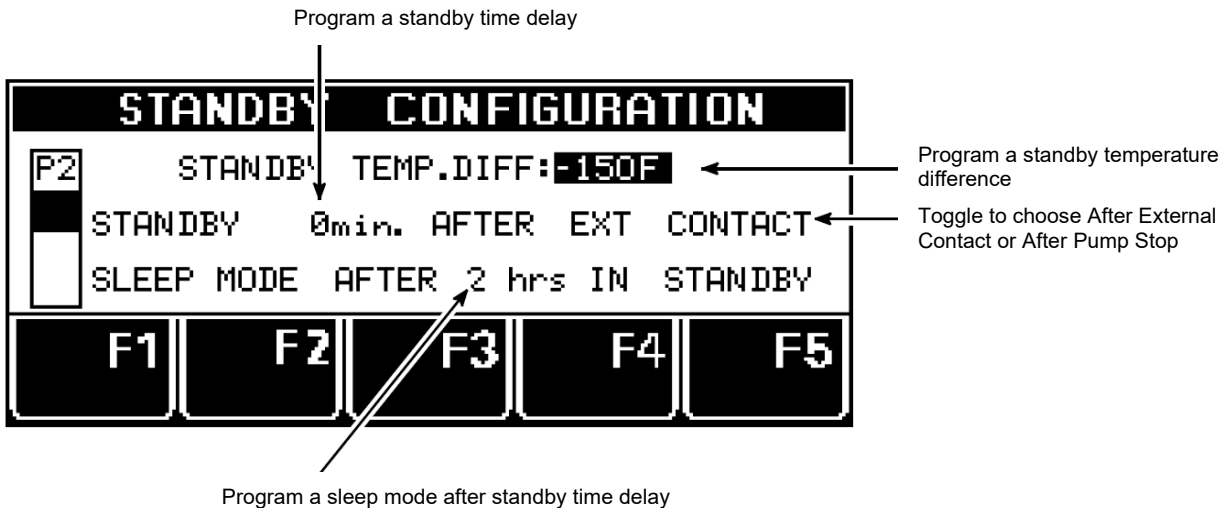 Program a standby time delay
STANDBY CONFIGURATION
P2
STANDBY TEMP.DIFF:-150F
STANDBY 0min. AFTER EXT CONTACT
SLEEP MODE AFTER 2 hrs IN STANDBY
F1 F2 F3 F4 F5
Program a standby temperature
difference
Toggle to choose After External
Contact or After Pump Stop
Program a sleep mode after standby time delay